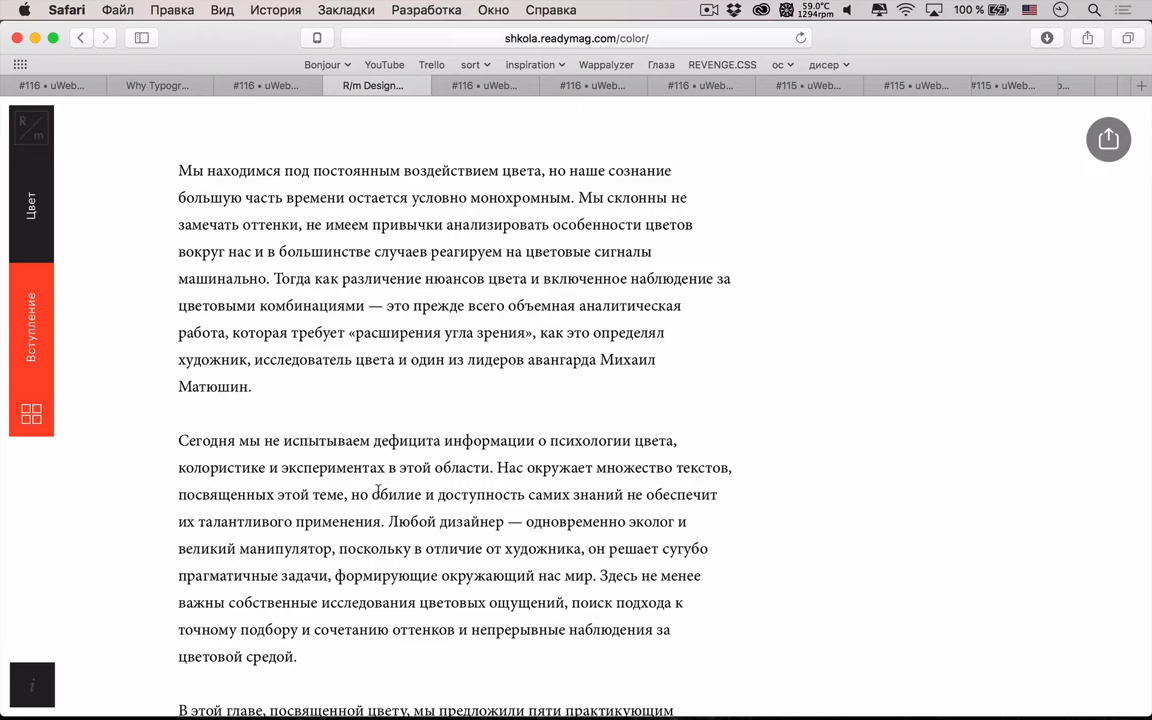 Safari Файл Правка Вид История Закладки Разработка Окно Справка 59.0°C 1294rpm 100 %
shkola.readymag.com/color/
Bonjour YouTube Trello sort inspiration Wappalyzer Глаза REVENGE.CSS ос дисер
#116 • uWeb... Why Typogr... #116 • uWeb... R/m Design... #116 • uWeb... #116 • uWeb... #116 • uWeb... #115 • uWeb... #115 • uWeb... #115 • uWeb...
R/m
Цвет
Вступление
Мы находимся под постоянным воздействием цвета, но наше сознание
большую часть времени остается условно монохромным. Мы склонны не
замечать оттенки, не имеем привычки анализировать особенности цветов
вокруг нас и в большинстве случаев реагируем на цветовые сигналы
машинально. Тогда как различение нюансов цвета и включенное наблюдение за
цветовыми комбинациями — это прежде всего объемная аналитическая
работа, которая требует «расширения угла зрения», как это определял
художник, исследователь цвета и один из лидеров авангарда Михаил
Матюшин.
Сегодня мы не испытываем дефицита информации о психологии цвета,
колористике и экспериментах в этой области. Нас окружает множество текстов,
посвященных этой теме, но обилие и доступность самих знаний не обеспечит
их талантливого применения. Любой дизайнер — одновременно эколог и
великий манипулятор, поскольку в отличие от художника, он решает сугубо
прагматичные задачи, формирующие окружающий нас мир. Здесь не менее
важны собственные исследования цветовых ощущений, поиск подхода к
точному подбору и сочетанию оттенков и непрерывные наблюдения за
цветовой средой.
В этой главе, посвященной цвету, мы предложили пяти практикующим
i